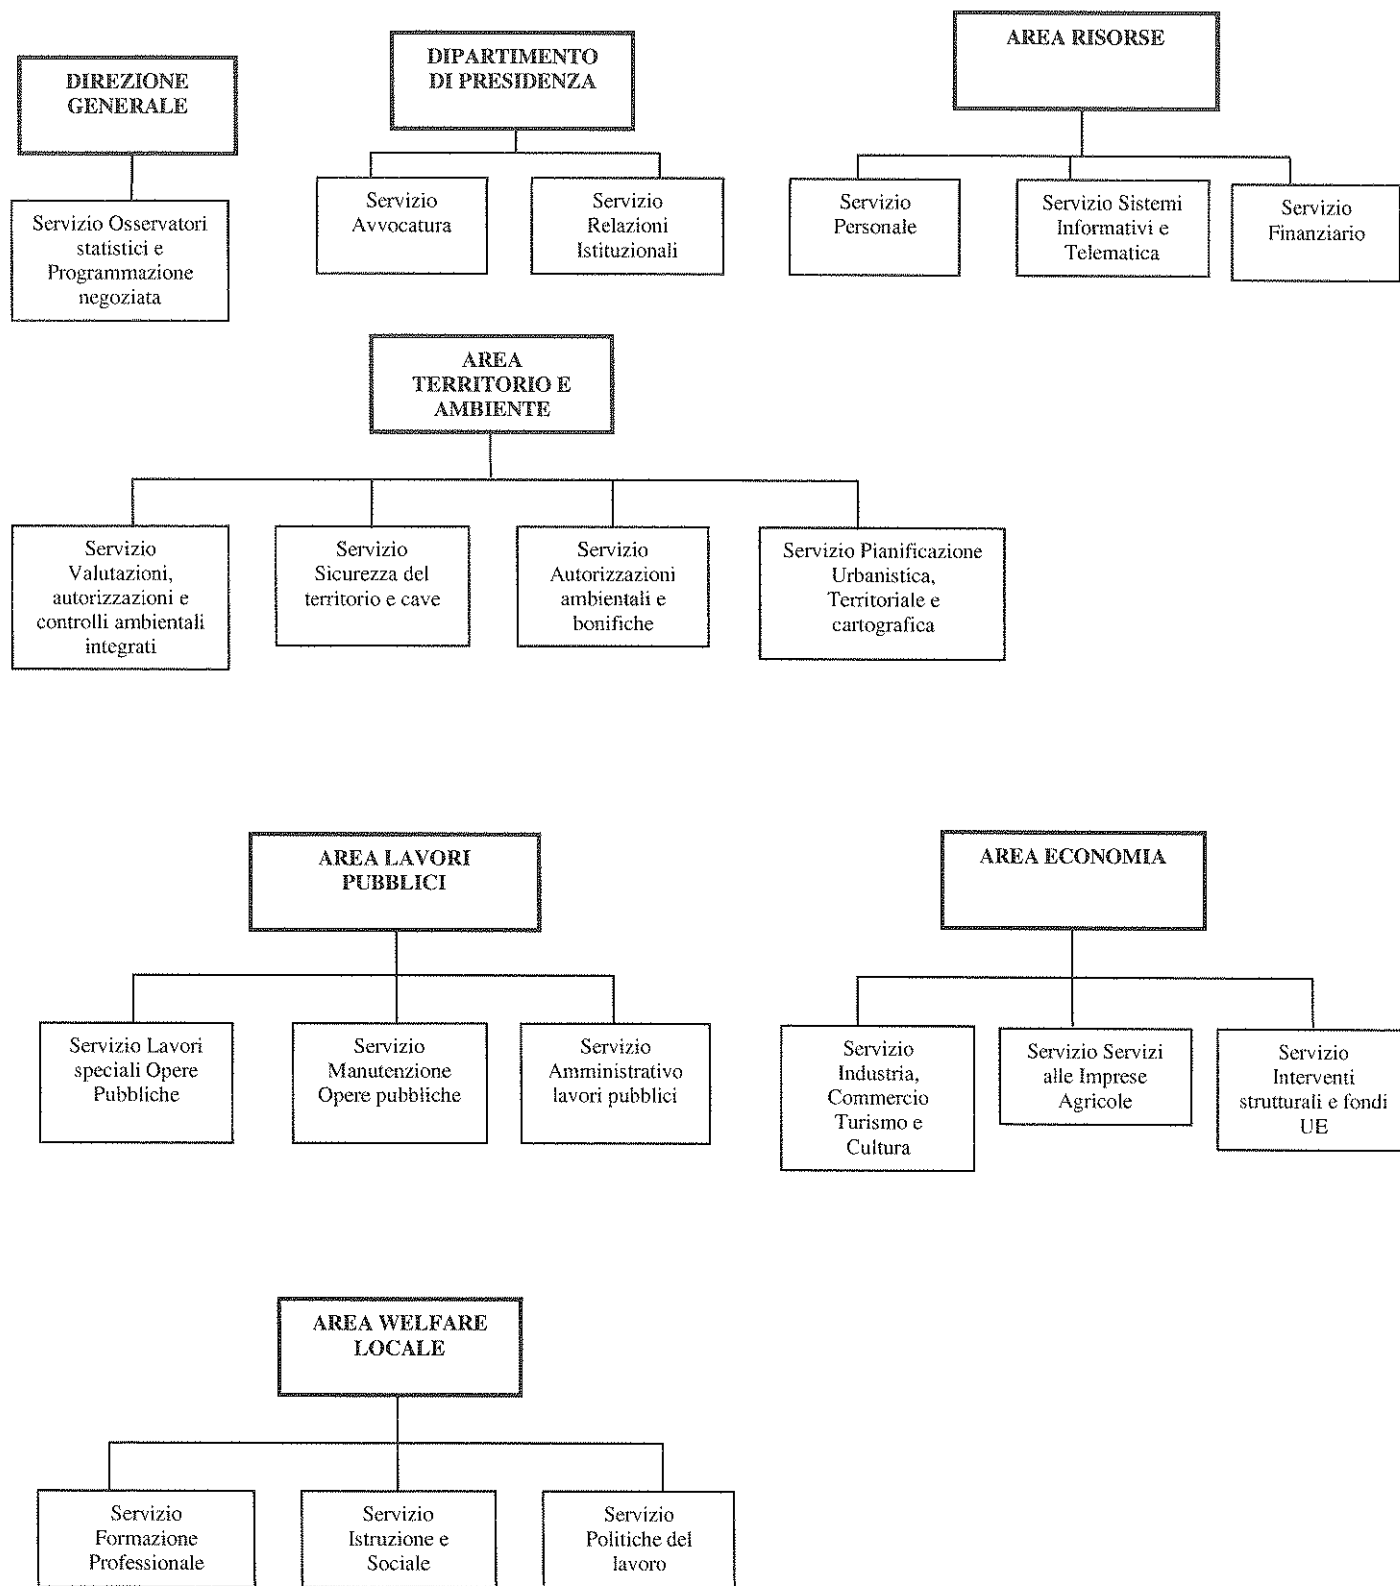 DIREZIONE
GENERALE
DIPARTIMENTO
DI PRESIDENZA
AREA RISORSE
Servizio Osservatori
statistici e
Programmazione
negoziata
Servizio
Avvocatura
Servizio
Relazioni
Istituzionali
Servizio
Personale
Servizio Sistemi
Informativi e
Telematica
Servizio
Finanziario
AREA
TERRITORIO E
AMBIENTE
Servizio
Valutazioni,
autorizzazioni e
controlli ambientali
integrati
Servizio
Sicurezza del
territorio e cave
Servizio
Autorizzazioni
ambientali e
bonifiche
Servizio Pianificazione
Urbanistica,
Territoriale e
cartografica
AREA LAVORI
PUBBLICI
AREA ECONOMIA
Servizio Lavori
speciali Opere
Pubbliche
Servizio
Manutenzione
Opere pubbliche
Servizio
Amministrativo
lavori pubblici
Servizio
Industria,
Commercio
Turismo e
Cultura
Servizio Servizi
alle Imprese
Agricole
Servizio
Interventi
strutturali e fondi
UE
AREA WELFARE
LOCALE
Servizio
Formazione
Professionale
Servizio
Istruzione e
Sociale
Servizio
Politiche del
lavoro